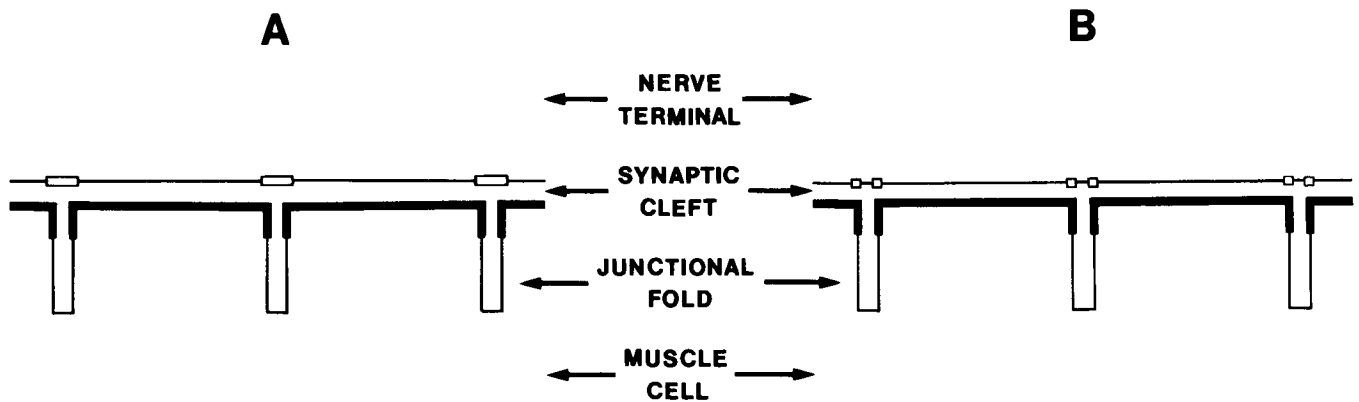 A
B
NERVE
TERMINAL
SYNAPTIC
CLEFT
JUNCTIONAL
FOLD
MUSCLE
CELL